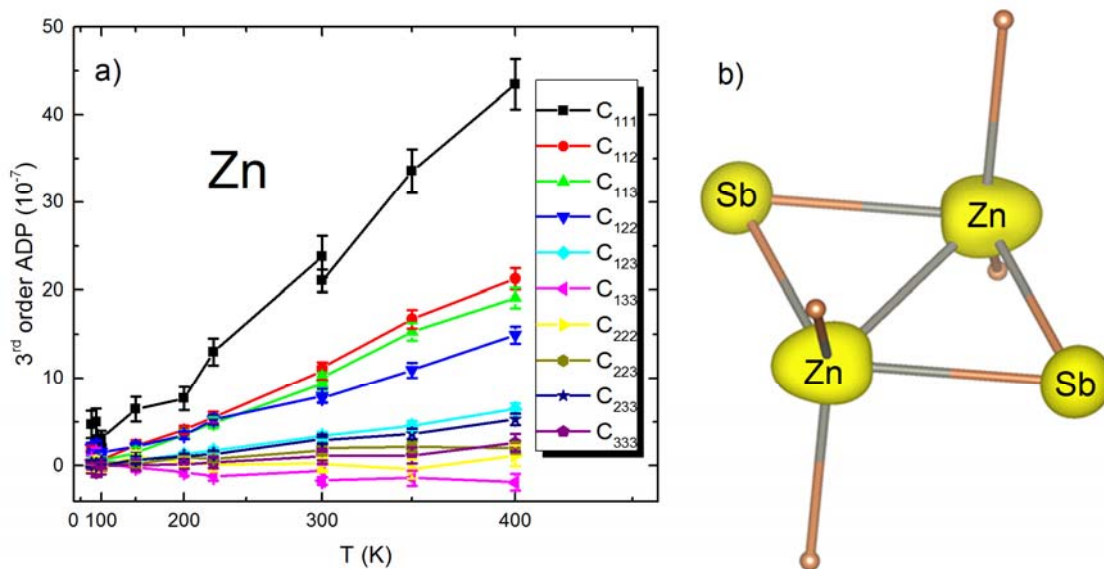 a)
Zn
3rd order ADP (10-7)
50
40
30
20
10
0
0
100
200
300
400
T (K)
C111
C112
C113
C122
C123
C133
C222
C223
C233
C333
b)
Sb
Zn
Zn
Sb